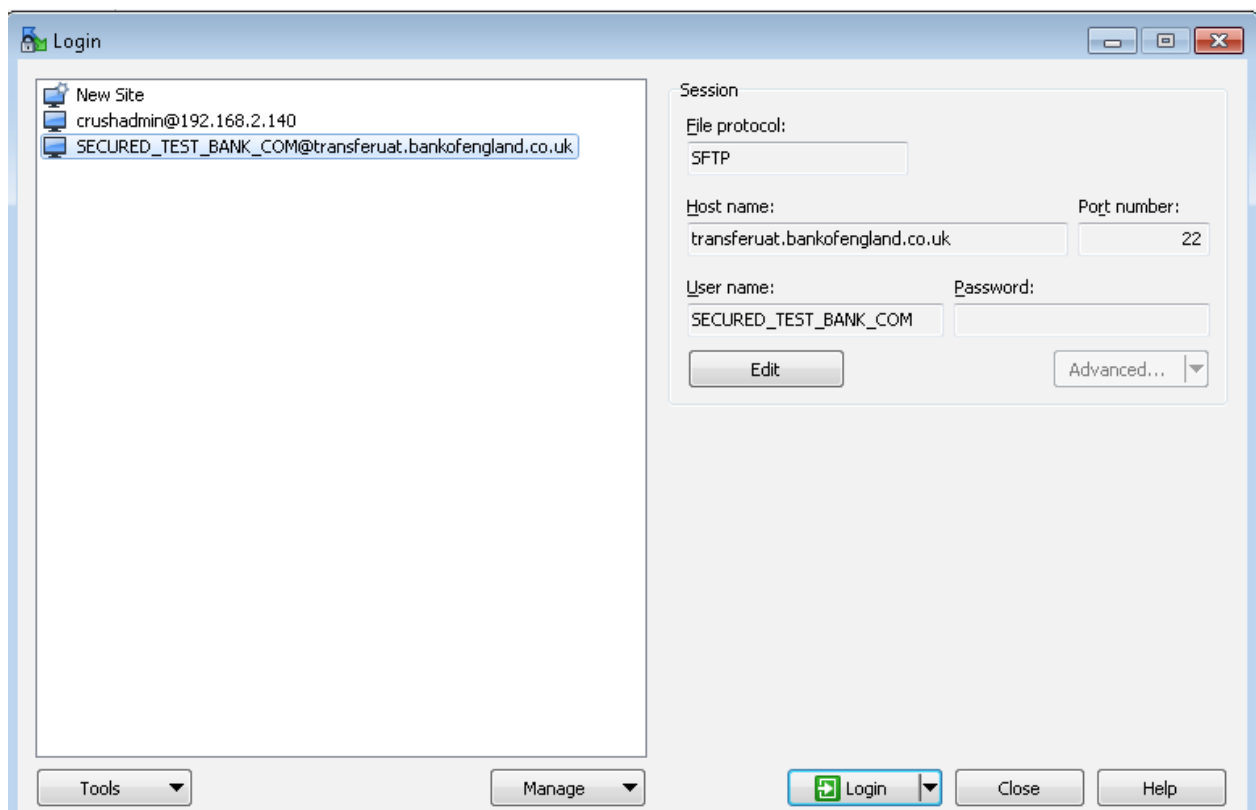 Login
New Site
crushadmin@192.168.2.140
SECURED_TEST_BANK_COM@transferuat.bankofengland.co.uk
Session
File protocol:
SFTP
Host name: Port number:
transferuat.bankofengland.co.uk 22
User name: Password:
SECURED_TEST_BANK_COM
Edit Advanced...
Tools Manage Login Close Help